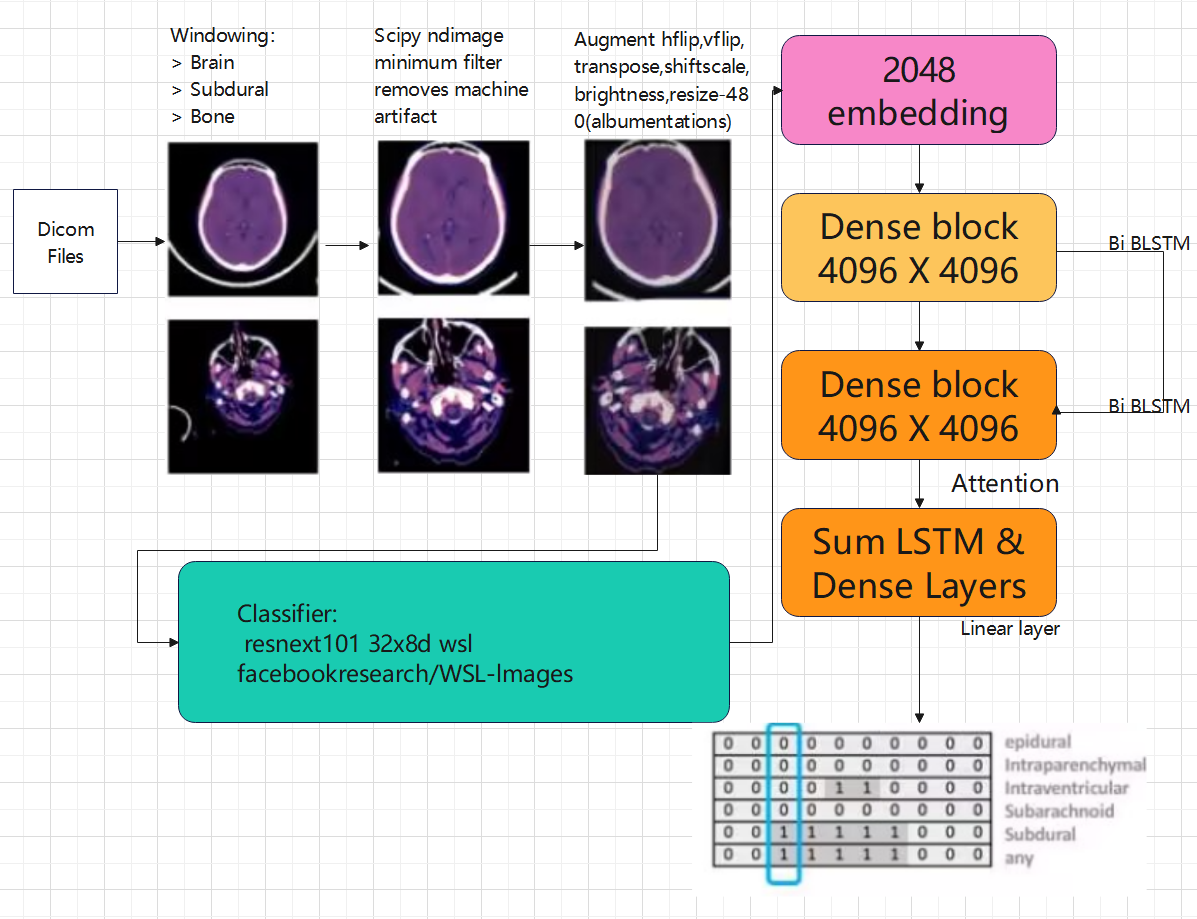 Windowing:
> Brain
> Subdural
> Bone
Scipy ndimage
minimum filter
removes machine
artifact
Augment hflip,vflip,
transpose,shiftscale,
brightness,resize-48
0(albumentations)
Dicom
Files
2048
embedding
Dense block
4096 X 4096
Bi BLSTM
Dense block
4096 X 4096
Bi BLSTM
Attention
Sum LSTM &
Dense Layers
Linear layer
Classifier:
resnext101 32x8d wsl
facebookresearch/WSL-Images
0 0 0 0 0 0 0 0 0 0 epidural
0 0 0 0 0 0 0 0 0 0 Intraparenchymal
0 0 0 0 1 1 0 0 0 0 Intraventricular
0 0 0 0 0 0 0 0 0 0 Subarachnoid
0 0 1 1 1 1 1 0 0 0 Subdural
0 0 1 1 1 1 1 0 0 0 any